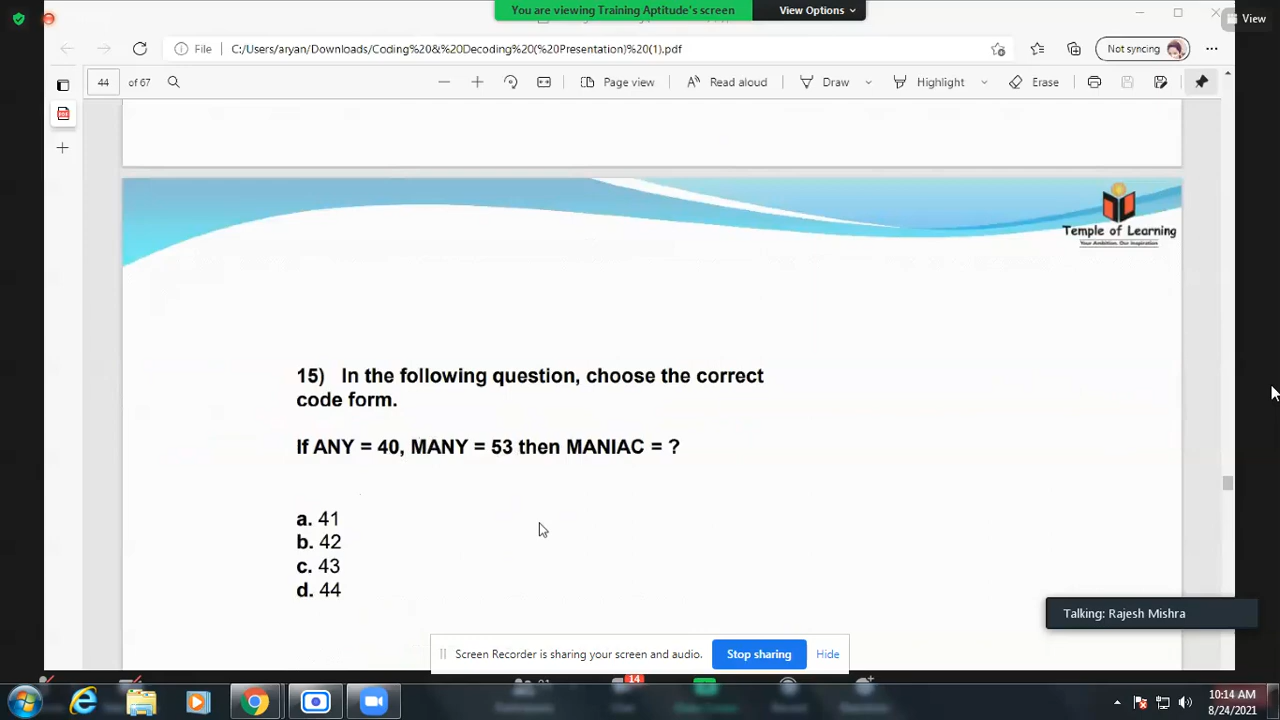 You are viewing Training Aptitude's screen
View Options
View
File
C:/Users/aryan/Downloads/Coding%20&%20Decoding%20(%20Presentation)%20(1).pdf
Not syncing
44 of 67
Page view
Read aloud
Draw
Highlight
Erase
Temple of Learning
Your Ambition, Our Inspiration
15) In the following question, choose the correct
code form.
If ANY = 40, MANY = 53 then MANIAC = ?
a. 41
b. 42
c. 43
d. 44
Talking: Rajesh Mishra
Screen Recorder is sharing your screen and audio.
Stop sharing
Hide
14
10:14 AM
8/24/2021